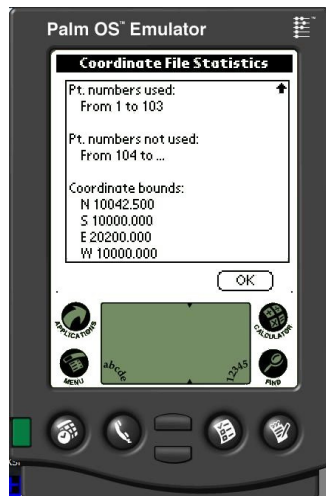 Palm OS™ Emulator
Coordinate File Statistics
Pt. numbers used:
From 1 to 103
Pt. numbers not used:
From 104 to ...
Coordinate bounds:
N 10042.500
S 10000.000
E 20200.000
W 10000.000
OK
APPLICATIONS
CALCULATOR
MENU
abcde
12345
FIND